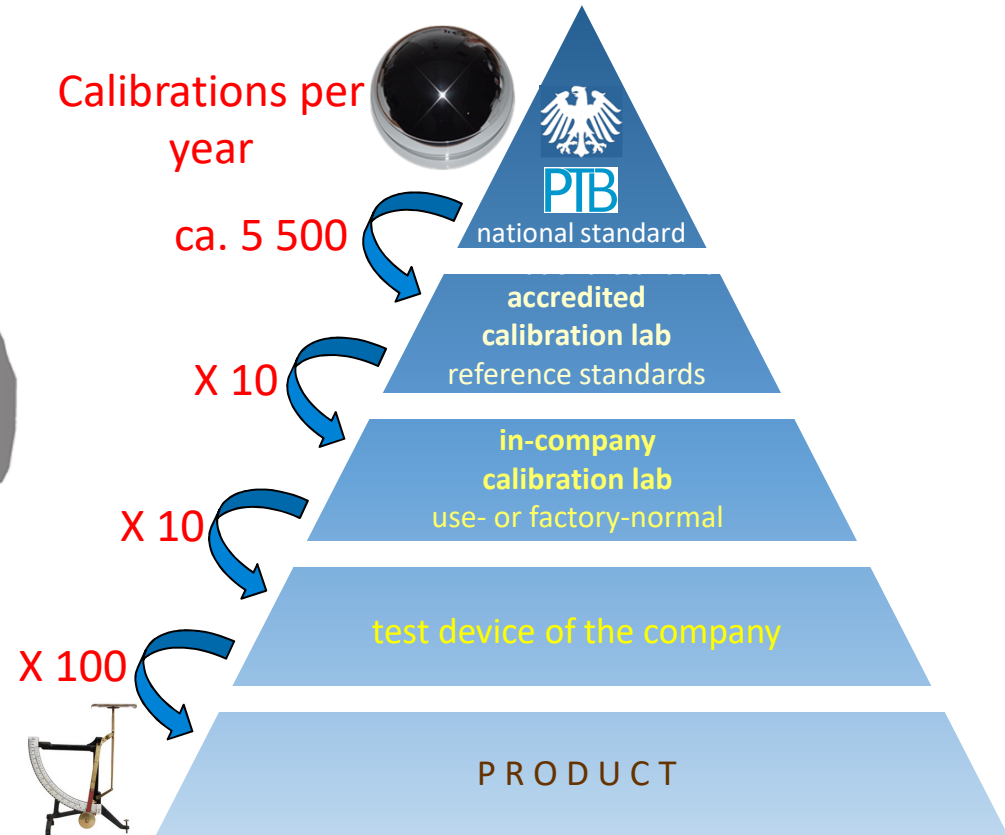 Calibrations per
year
PTB
ca. 5 500
national standard
accredited
calibration lab
reference standards
X 10
in-company
calibration lab
use- or factory-normal
X 10
test device of the company
X 100
PRODUCT